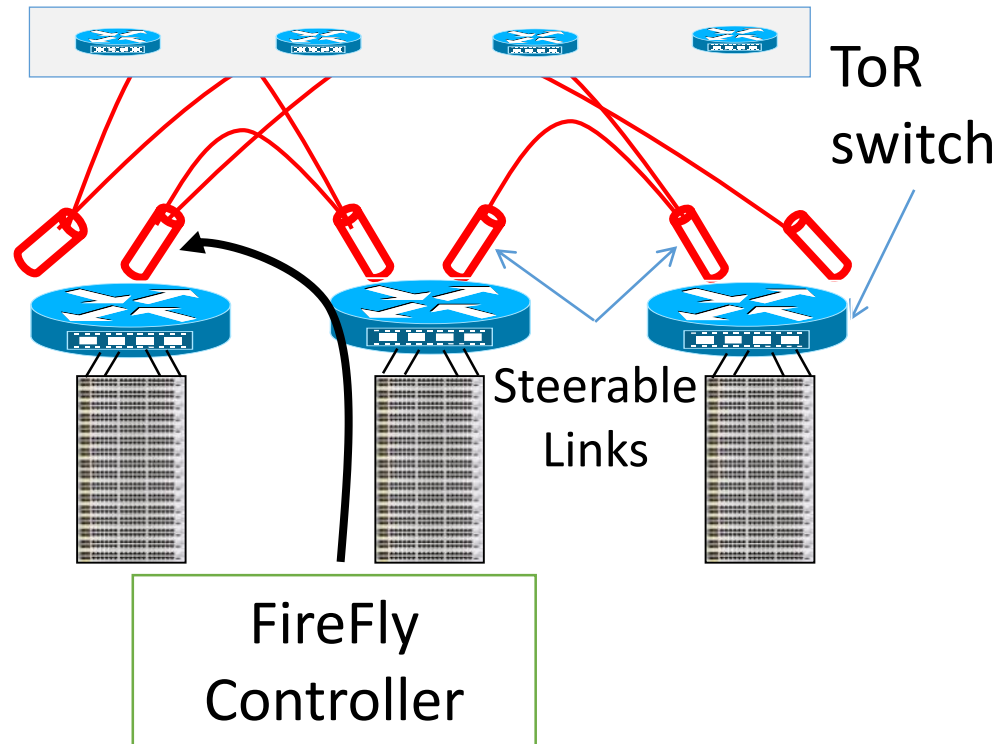 ToR
switch
Steerable
Links
FireFly
Controller